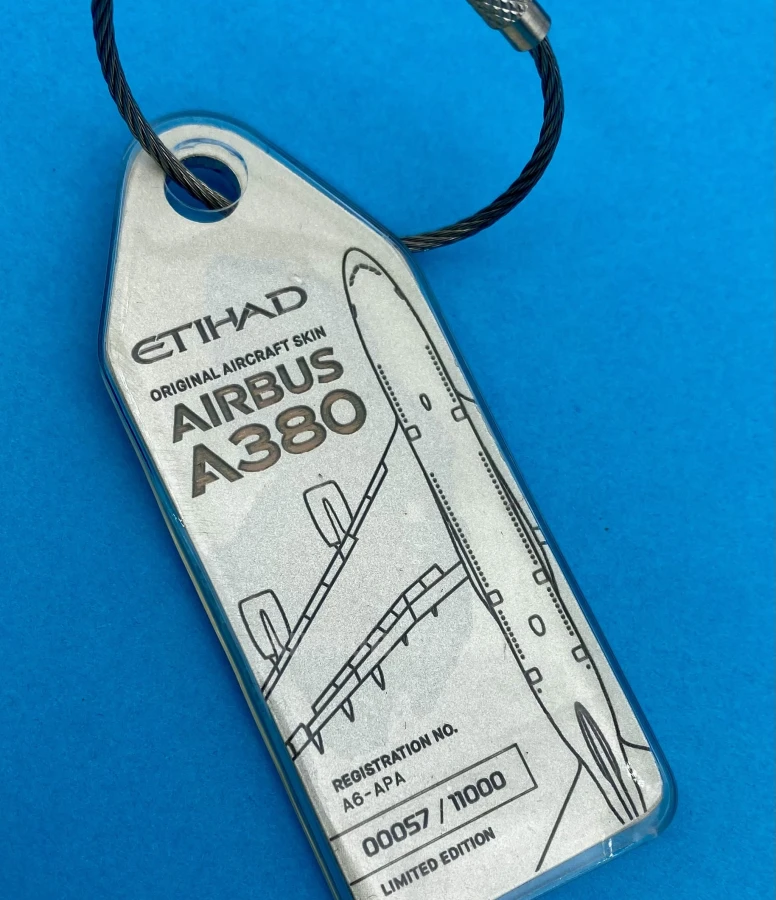 ETIHAD
ORIGINAL AIRCRAFT SKIN
AIRBUS
A380
REGISTRATION NO.
A6-APA
00057 / 11000
LIMITED EDITION